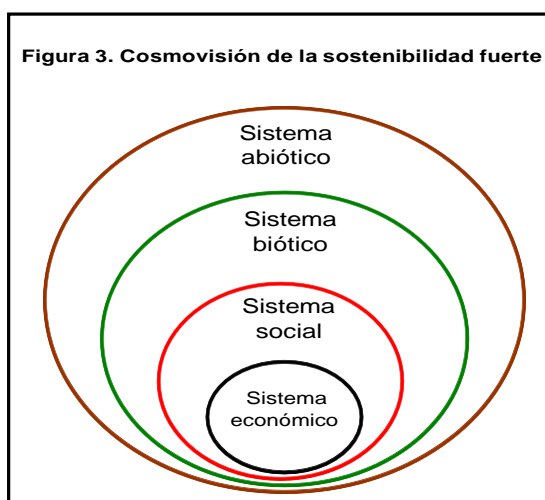 Figura 3. Cosmovisión de la sostenibilidad fuerte
Sistema
abiótico
Sistema
biótico
Sistema
social
Sistema
económico